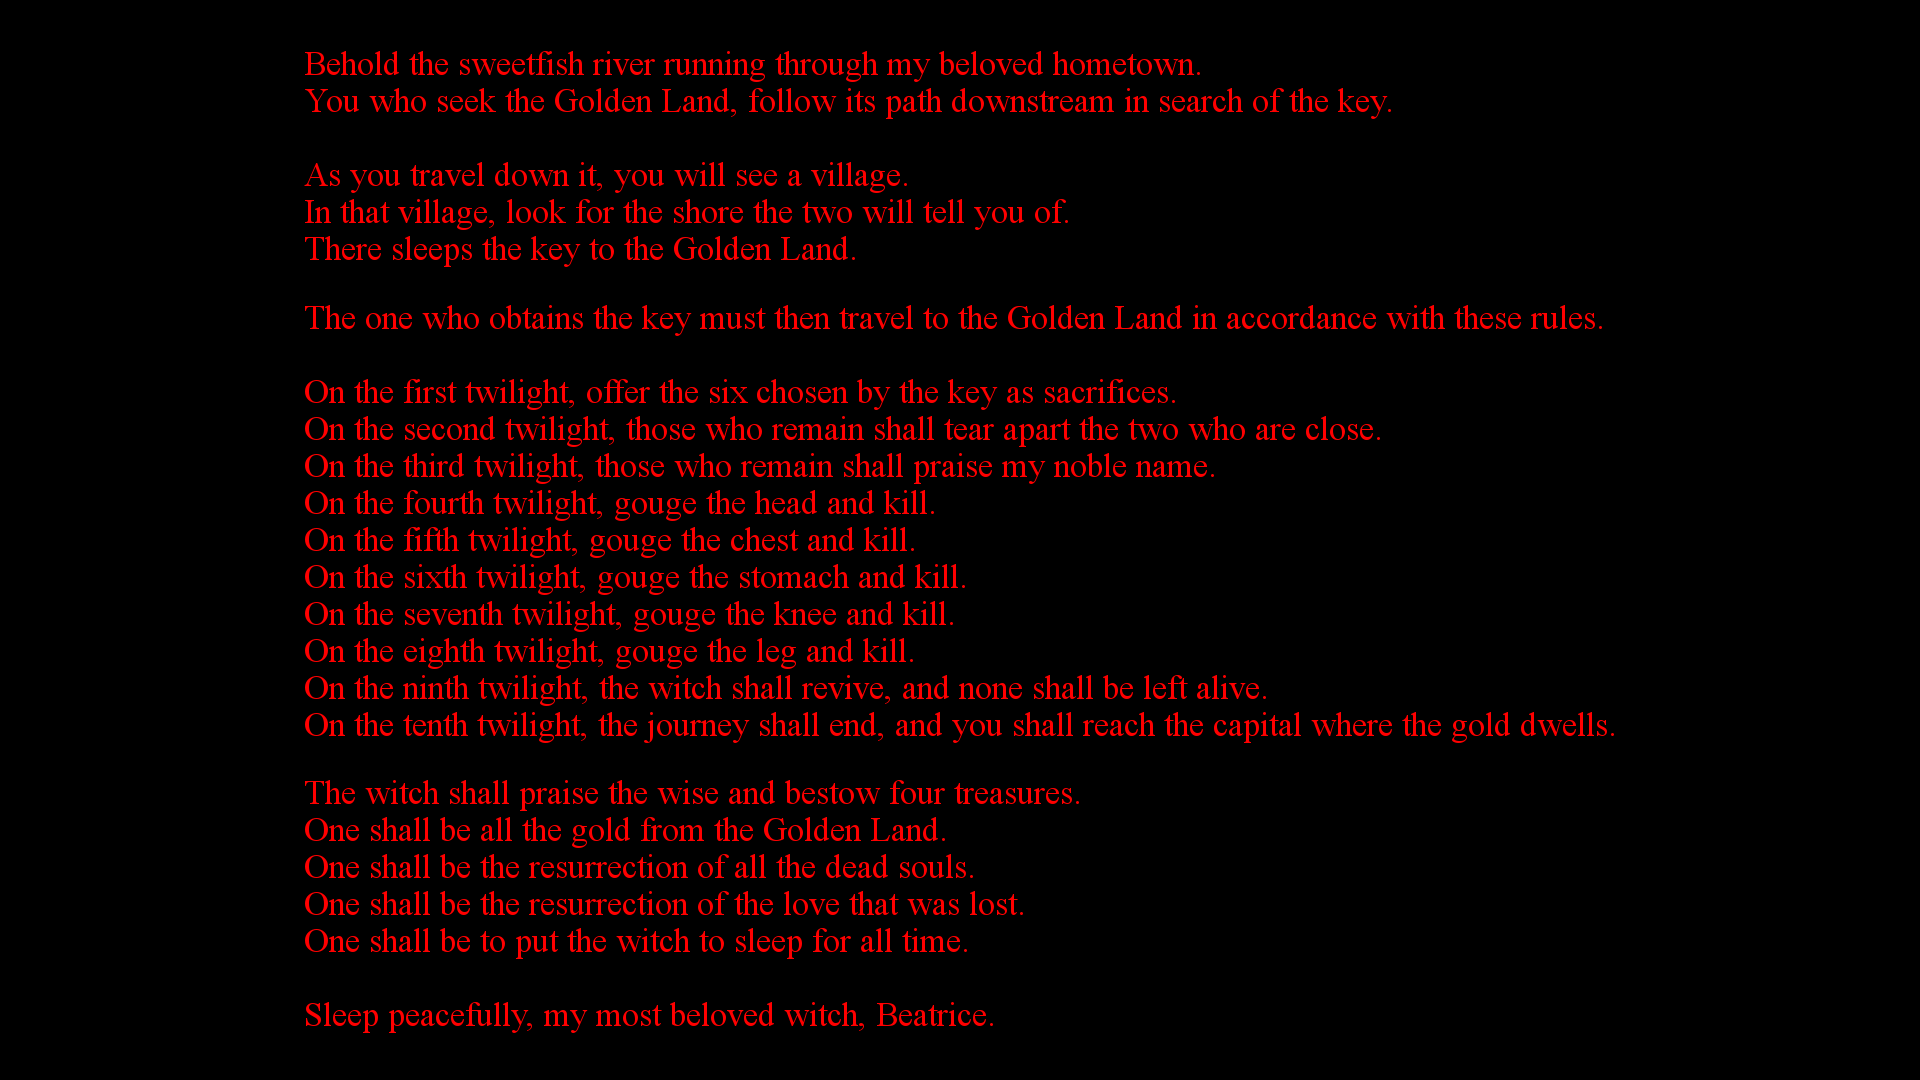 Behold the sweetfish river running through my beloved hometown.
You who seek the Golden Land, follow its path downstream in search of the key.
As you travel down it, you will see a village.
In that village, look for the shore the two will tell you of.
There sleeps the key to the Golden Land.
The one who obtains the key must then travel to the Golden Land in accordance with these rules.
On the first twilight, offer the six chosen by the key as sacrifices.
On the second twilight, those who remain shall tear apart the two who are close.
On the third twilight, those who remain shall praise my noble name.
On the fourth twilight, gouge the head and kill.
On the fifth twilight, gouge the chest and kill.
On the sixth twilight, gouge the stomach and kill.
On the seventh twilight, gouge the knee and kill.
On the eighth twilight, gouge the leg and kill.
On the ninth twilight, the witch shall revive, and none shall be left alive.
On the tenth twilight, the journey shall end, and you shall reach the capital where the gold dwells.
The witch shall praise the wise and bestow four treasures.
One shall be all the gold from the Golden Land.
One shall be the resurrection of all the dead souls.
One shall be the resurrection of the love that was lost.
One shall be to put the witch to sleep for all time.
Sleep peacefully, my most beloved witch, Beatrice.